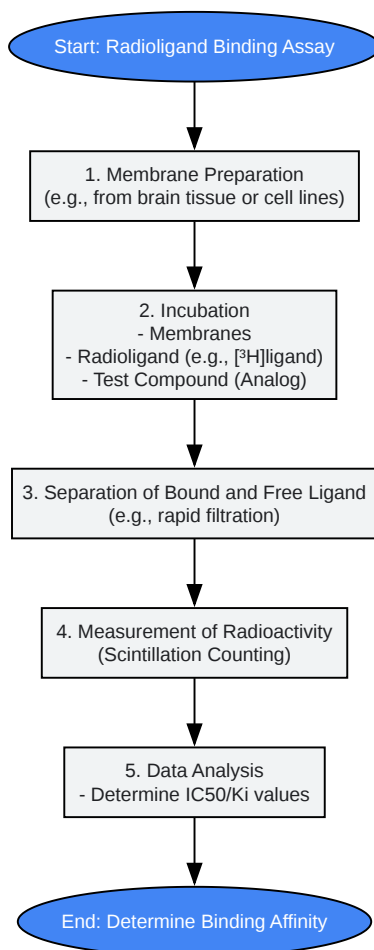 Start: Radioligand Binding Assay
1. Membrane Preparation
(e.g., from brain tissue or cell lines)
2. Incubation
- Membranes
- Radioligand (e.g., [³H]ligand)
- Test Compound (Analog)
3. Separation of Bound and Free Ligand
(e.g., rapid filtration)
4. Measurement of Radioactivity
(Scintillation Counting)
5. Data Analysis
- Determine IC50/Ki values
End: Determine Binding Affinity